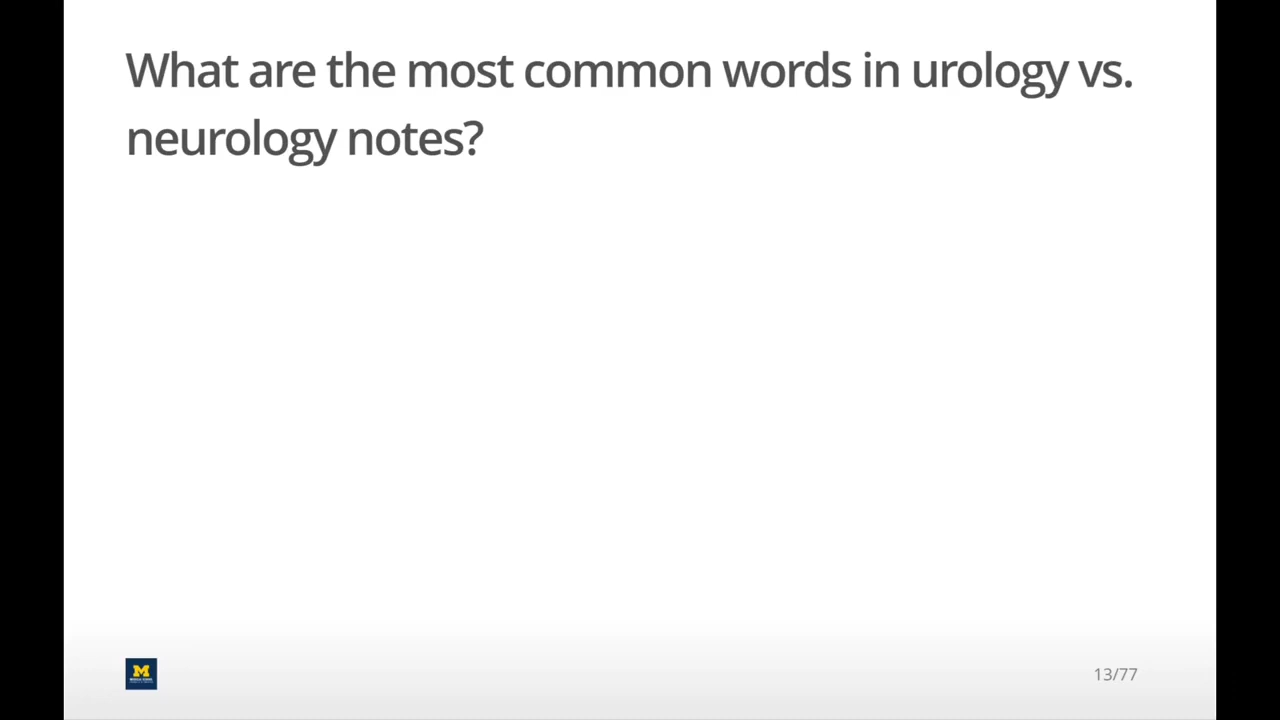 What are the most common words in urology vs.
neurology notes?
M
13/77